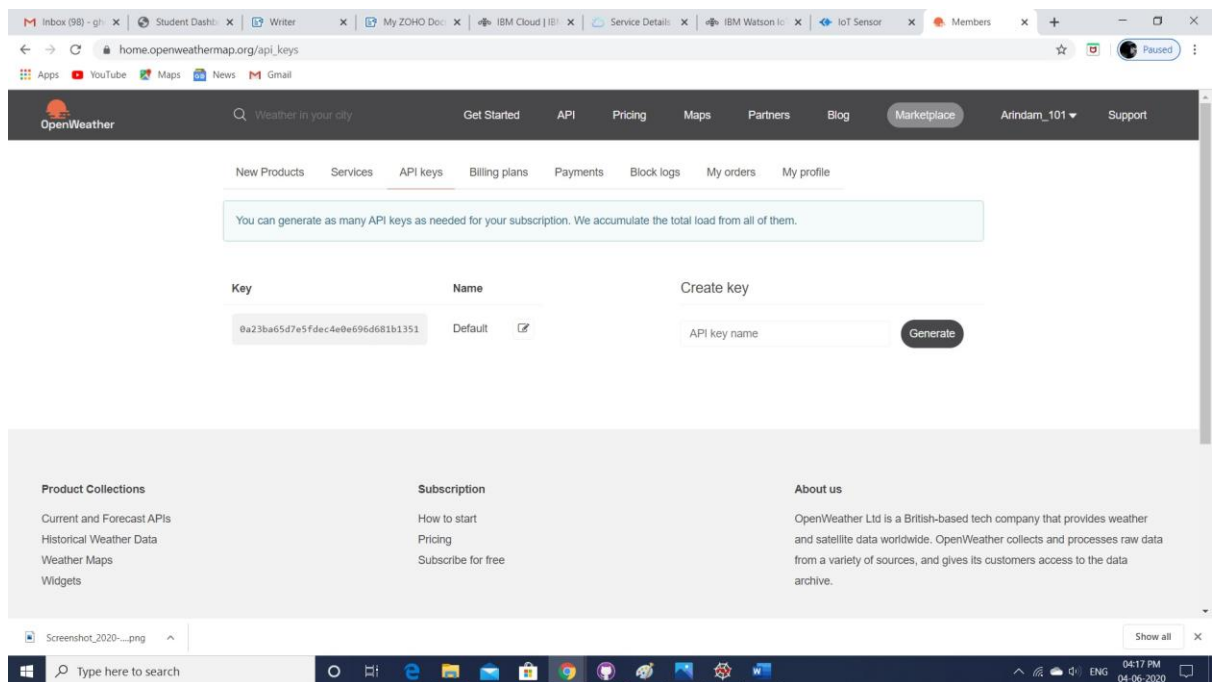 Inbox (98) - gh Student Dashb Writer My ZOHO Doc IBM Cloud | IB Service Details IBM Watson Io IoT Sensor Members
home.openweathermap.org/api_keys Paused
Apps YouTube Maps News Gmail
OpenWeather Weather in your city Get Started API Pricing Maps Partners Blog Marketplace Arindam_101 Support
New Products Services API keys Billing plans Payments Block logs My orders My profile
You can generate as many API keys as needed for your subscription. We accumulate the total load from all of them.
Key Name Create key
0a23ba65d7e5fdec4e0e696d681b1351 Default API key name Generate
Product Collections Subscription About us
Current and Forecast APIs How to start OpenWeather Ltd is a British-based tech company that provides weather
Historical Weather Data Pricing and satellite data worldwide. OpenWeather collects and processes raw data
Weather Maps Subscribe for free from a variety of sources, and gives its customers access to the data
Widgets archive.
Screenshot_2020-....png Show all
Type here to search ENG 04:17 PM
04-06-2020